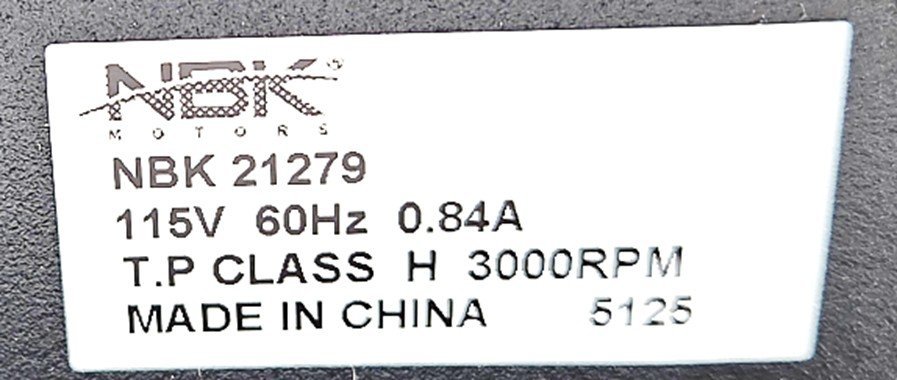 NBK
MOTORS
NBK 21279
115V 60Hz 0.84A
T.P CLASS H 3000RPM
MADE IN CHINA 5125